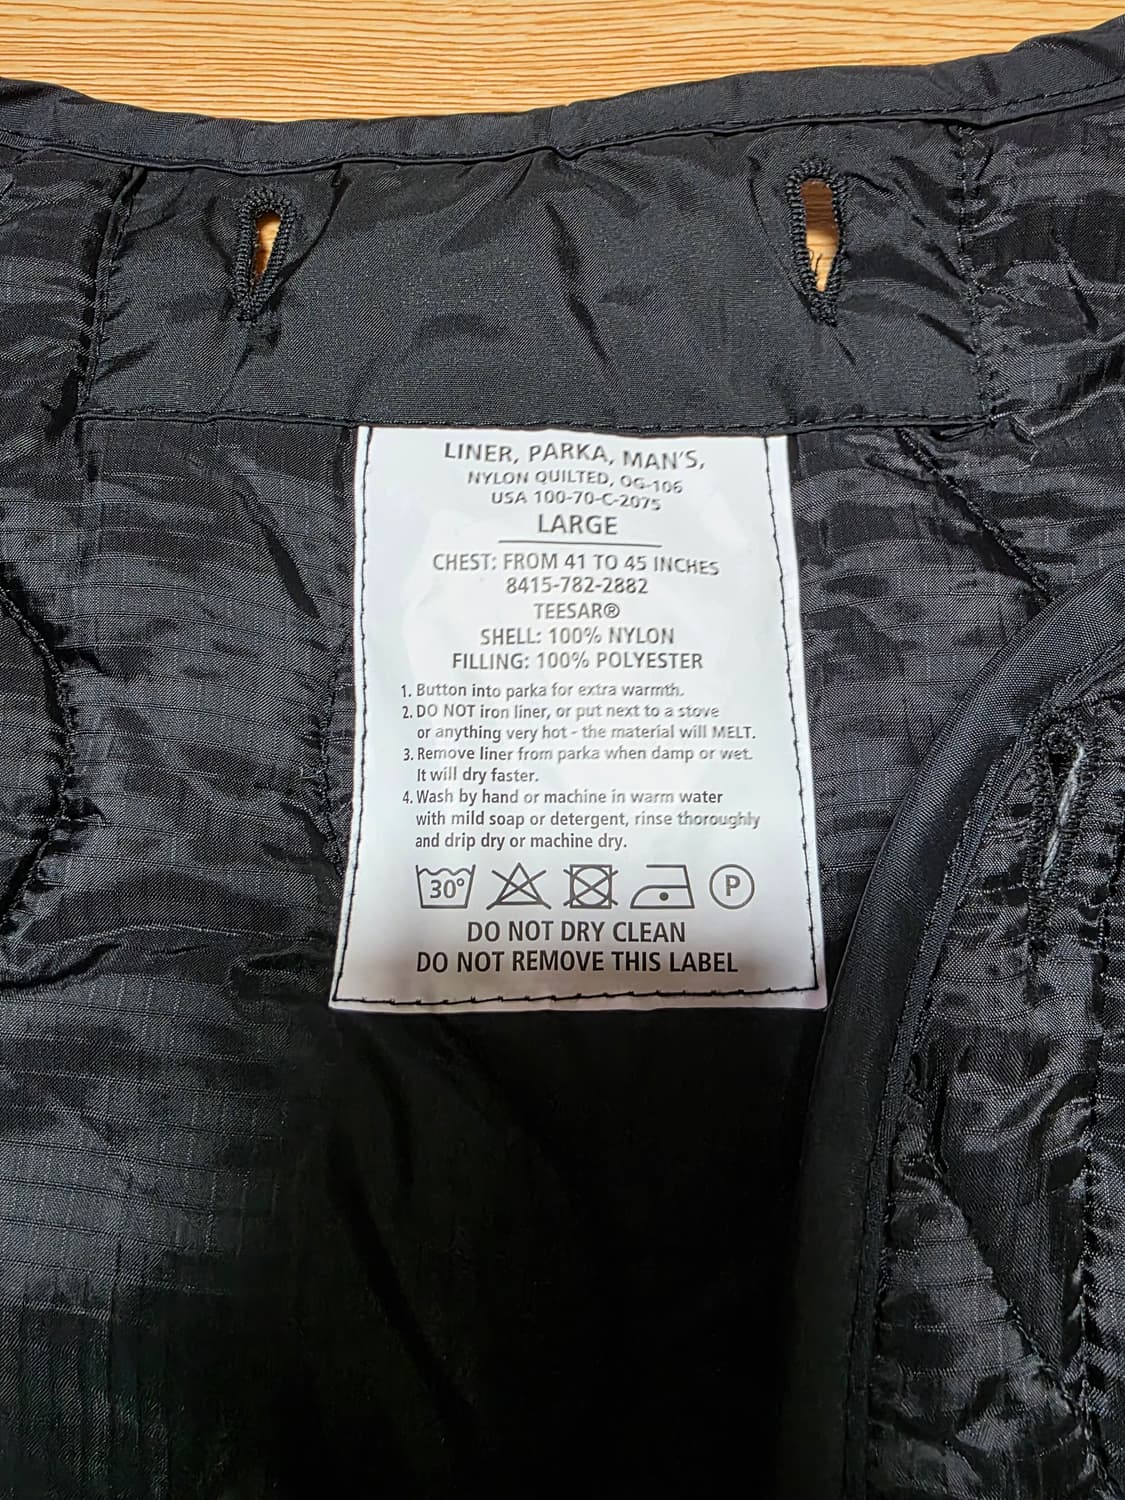 LINER, PARKA, MAN'S,
NYLON QUILTED, OG-106
USA 100-70-C-2075
LARGE
CHEST: FROM 41 TO 45 INCHES
8415-782-2882
TEESAR®
SHELL: 100% NYLON
FILLING: 100% POLYESTER
1. Button into parka for extra warmth.
2. DO NOT iron liner, or put next to a stove
or anything very hot - the material will MELT.
3. Remove liner from parka when damp or wet.
It will dry faster.
4. Wash by hand or machine in warm water
with mild soap or detergent, rinse thoroughly
and drip dry or machine dry.
30° P
DO NOT DRY CLEAN
DO NOT REMOVE THIS LABEL